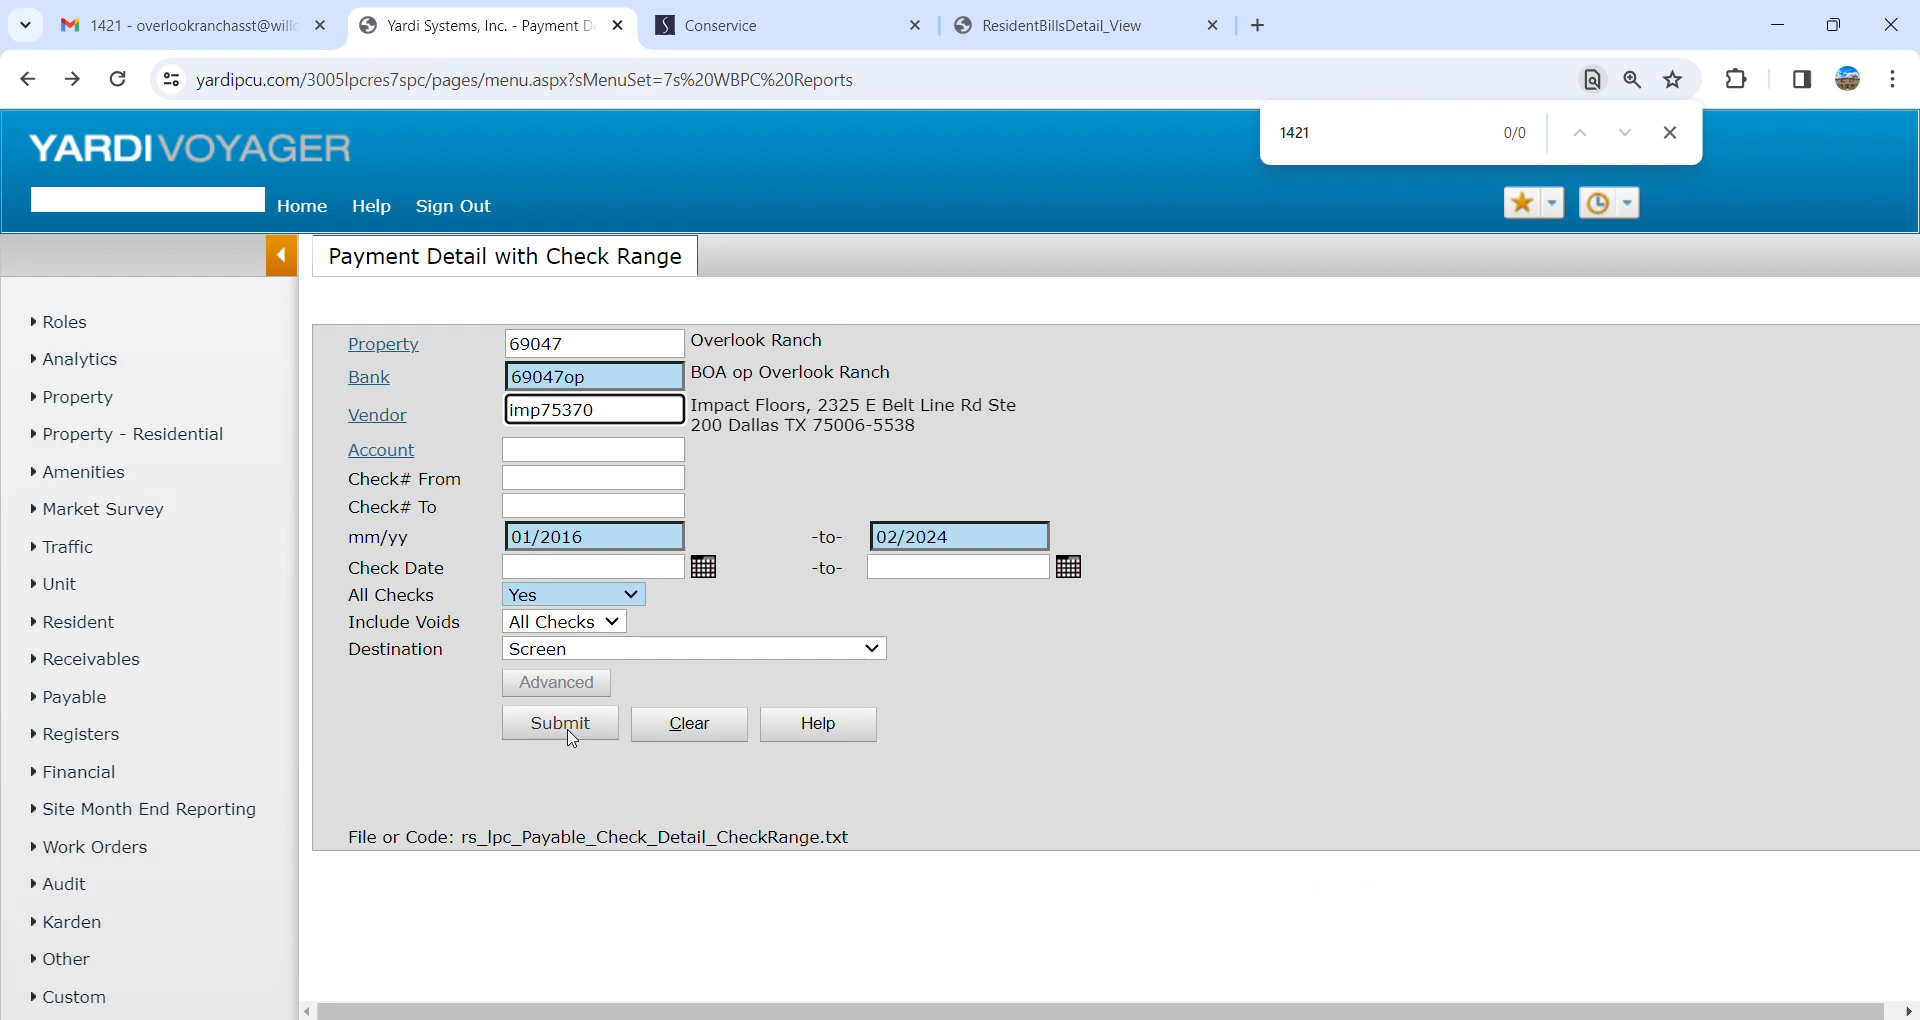 1421 - overlookranchasst@willo
Yardi Systems, Inc. - Payment De
Conservice
ResidentBillsDetail_View
yardipcu.com/3005lpcres7spc/pages/menu.aspx?sMenuSet=7s%20WBPC%20Reports
1421
0/0
YARDI VOYAGER
Home
Help
Sign Out
Payment Detail with Check Range
Roles
Analytics
Property
Property - Residential
Amenities
Market Survey
Traffic
Unit
Resident
Receivables
Payable
Registers
Financial
Site Month End Reporting
Work Orders
Audit
Karden
Other
Custom
Property 69047 Overlook Ranch
Bank 69047op BOA op Overlook Ranch
Vendor imp75370 Impact Floors, 2325 E Belt Line Rd Ste
200 Dallas TX 75006-5538
Account
Check# From
Check# To
mm/yy 01/2016 -to- 02/2024
Check Date -to-
All Checks Yes
Include Voids All Checks
Destination Screen
Advanced
Submit Clear Help
File or Code: rs_lpc_Payable_Check_Detail_CheckRange.txt